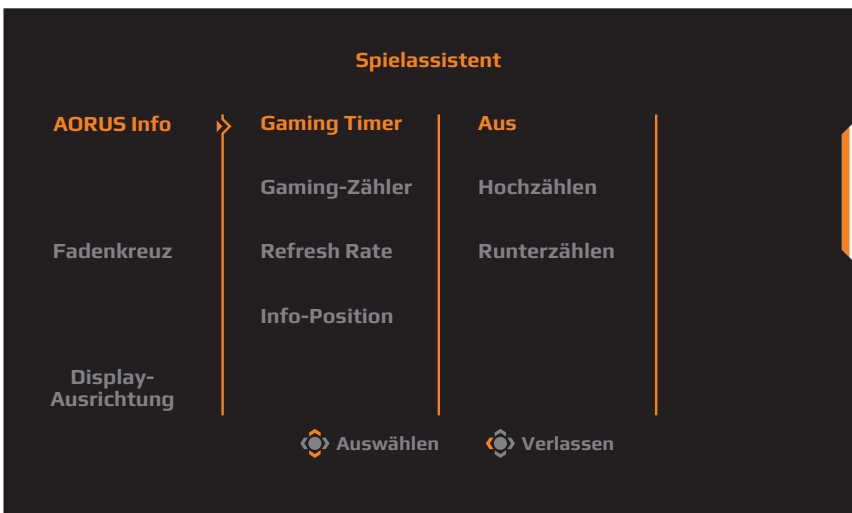 Spielassistent
AORUS Info
Gaming Timer
Aus
Gaming-Zähler
Hochzählen
Fadenkreuz
Refresh Rate
Runterzählen
Info-Position
Display-
Ausrichtung
Auswählen
Verlassen